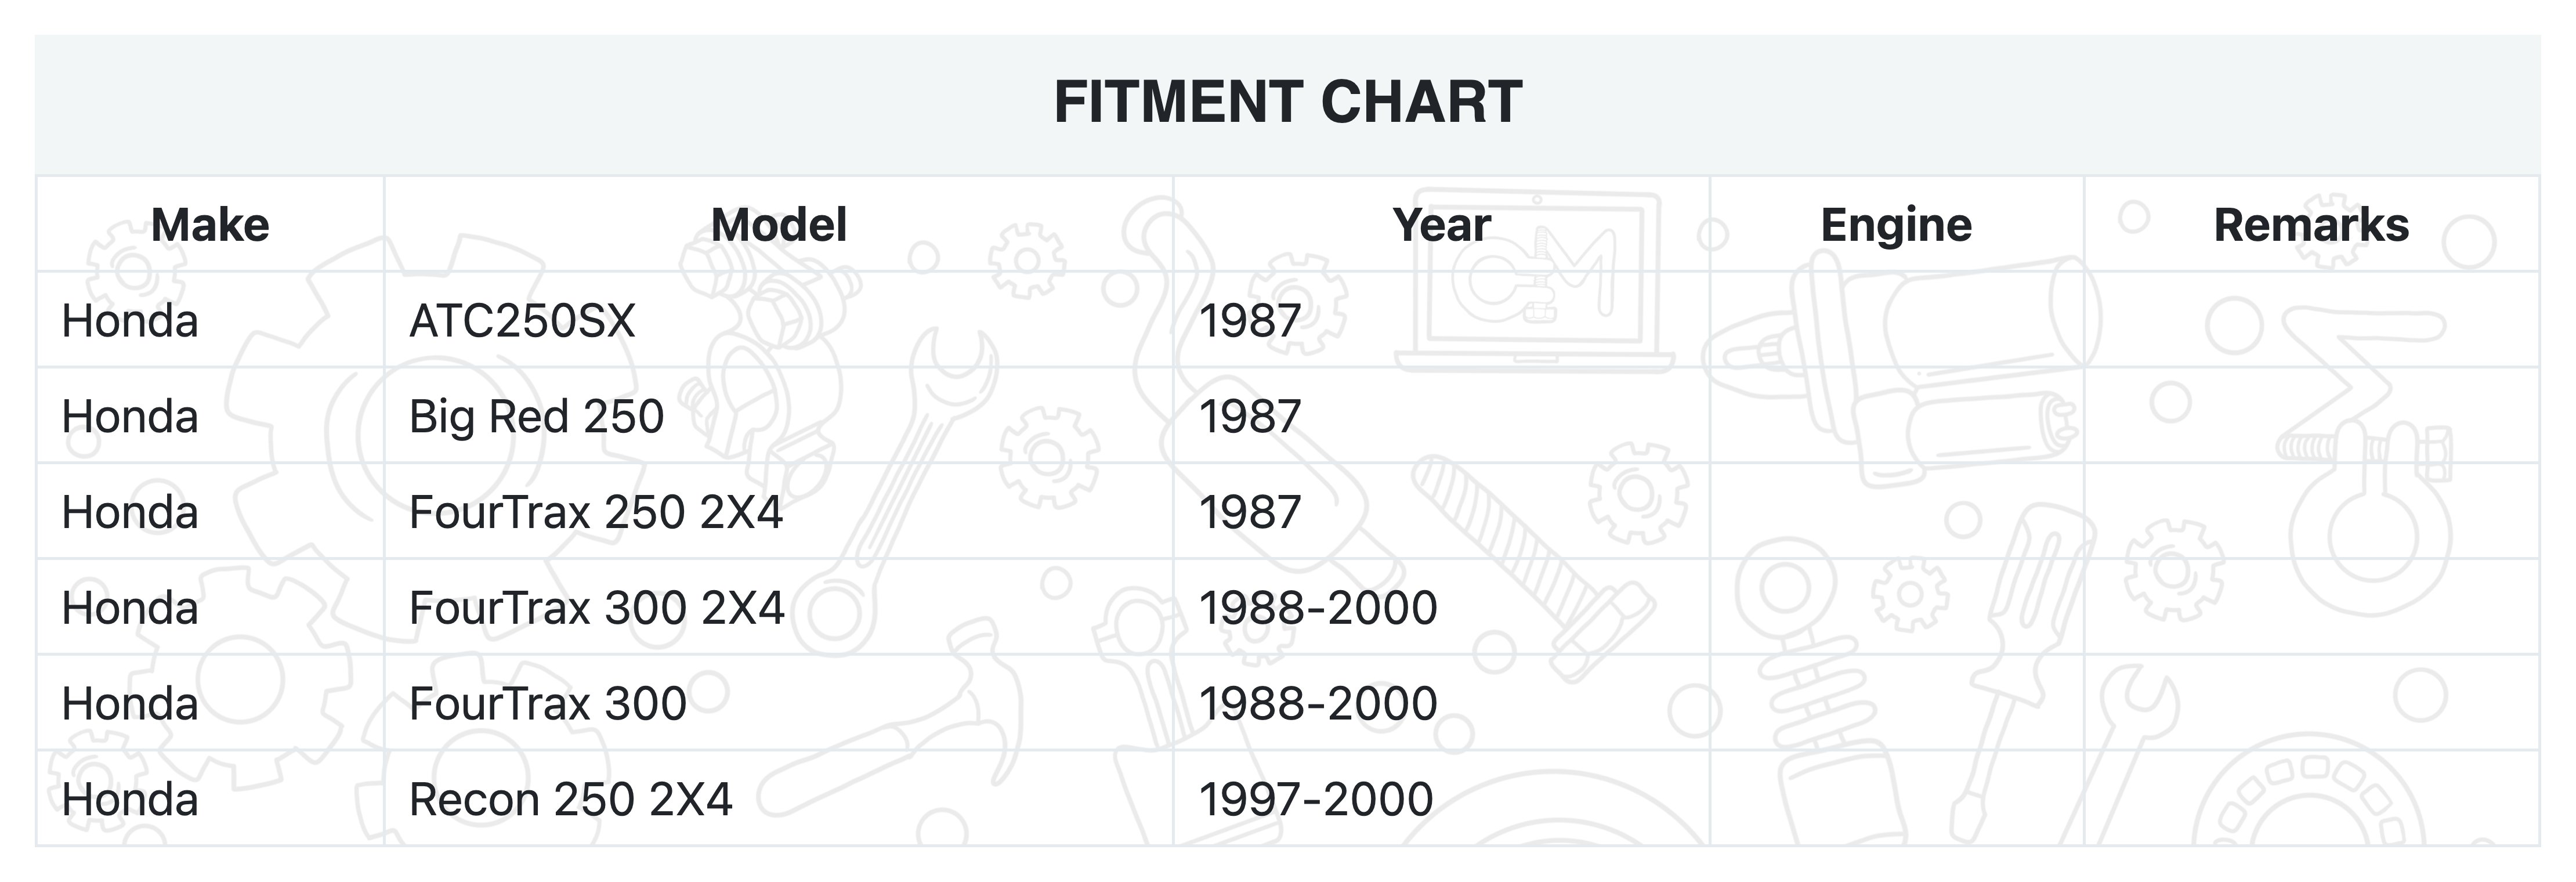 FITMENT CHART
Make Model Year Engine Remarks
Honda ATC250SX 1987
Honda Big Red 250 1987
Honda FourTrax 250 2X4 1987
Honda FourTrax 300 2X4 1988-2000
Honda FourTrax 300 1988-2000
Honda Recon 250 2X4 1997-2000